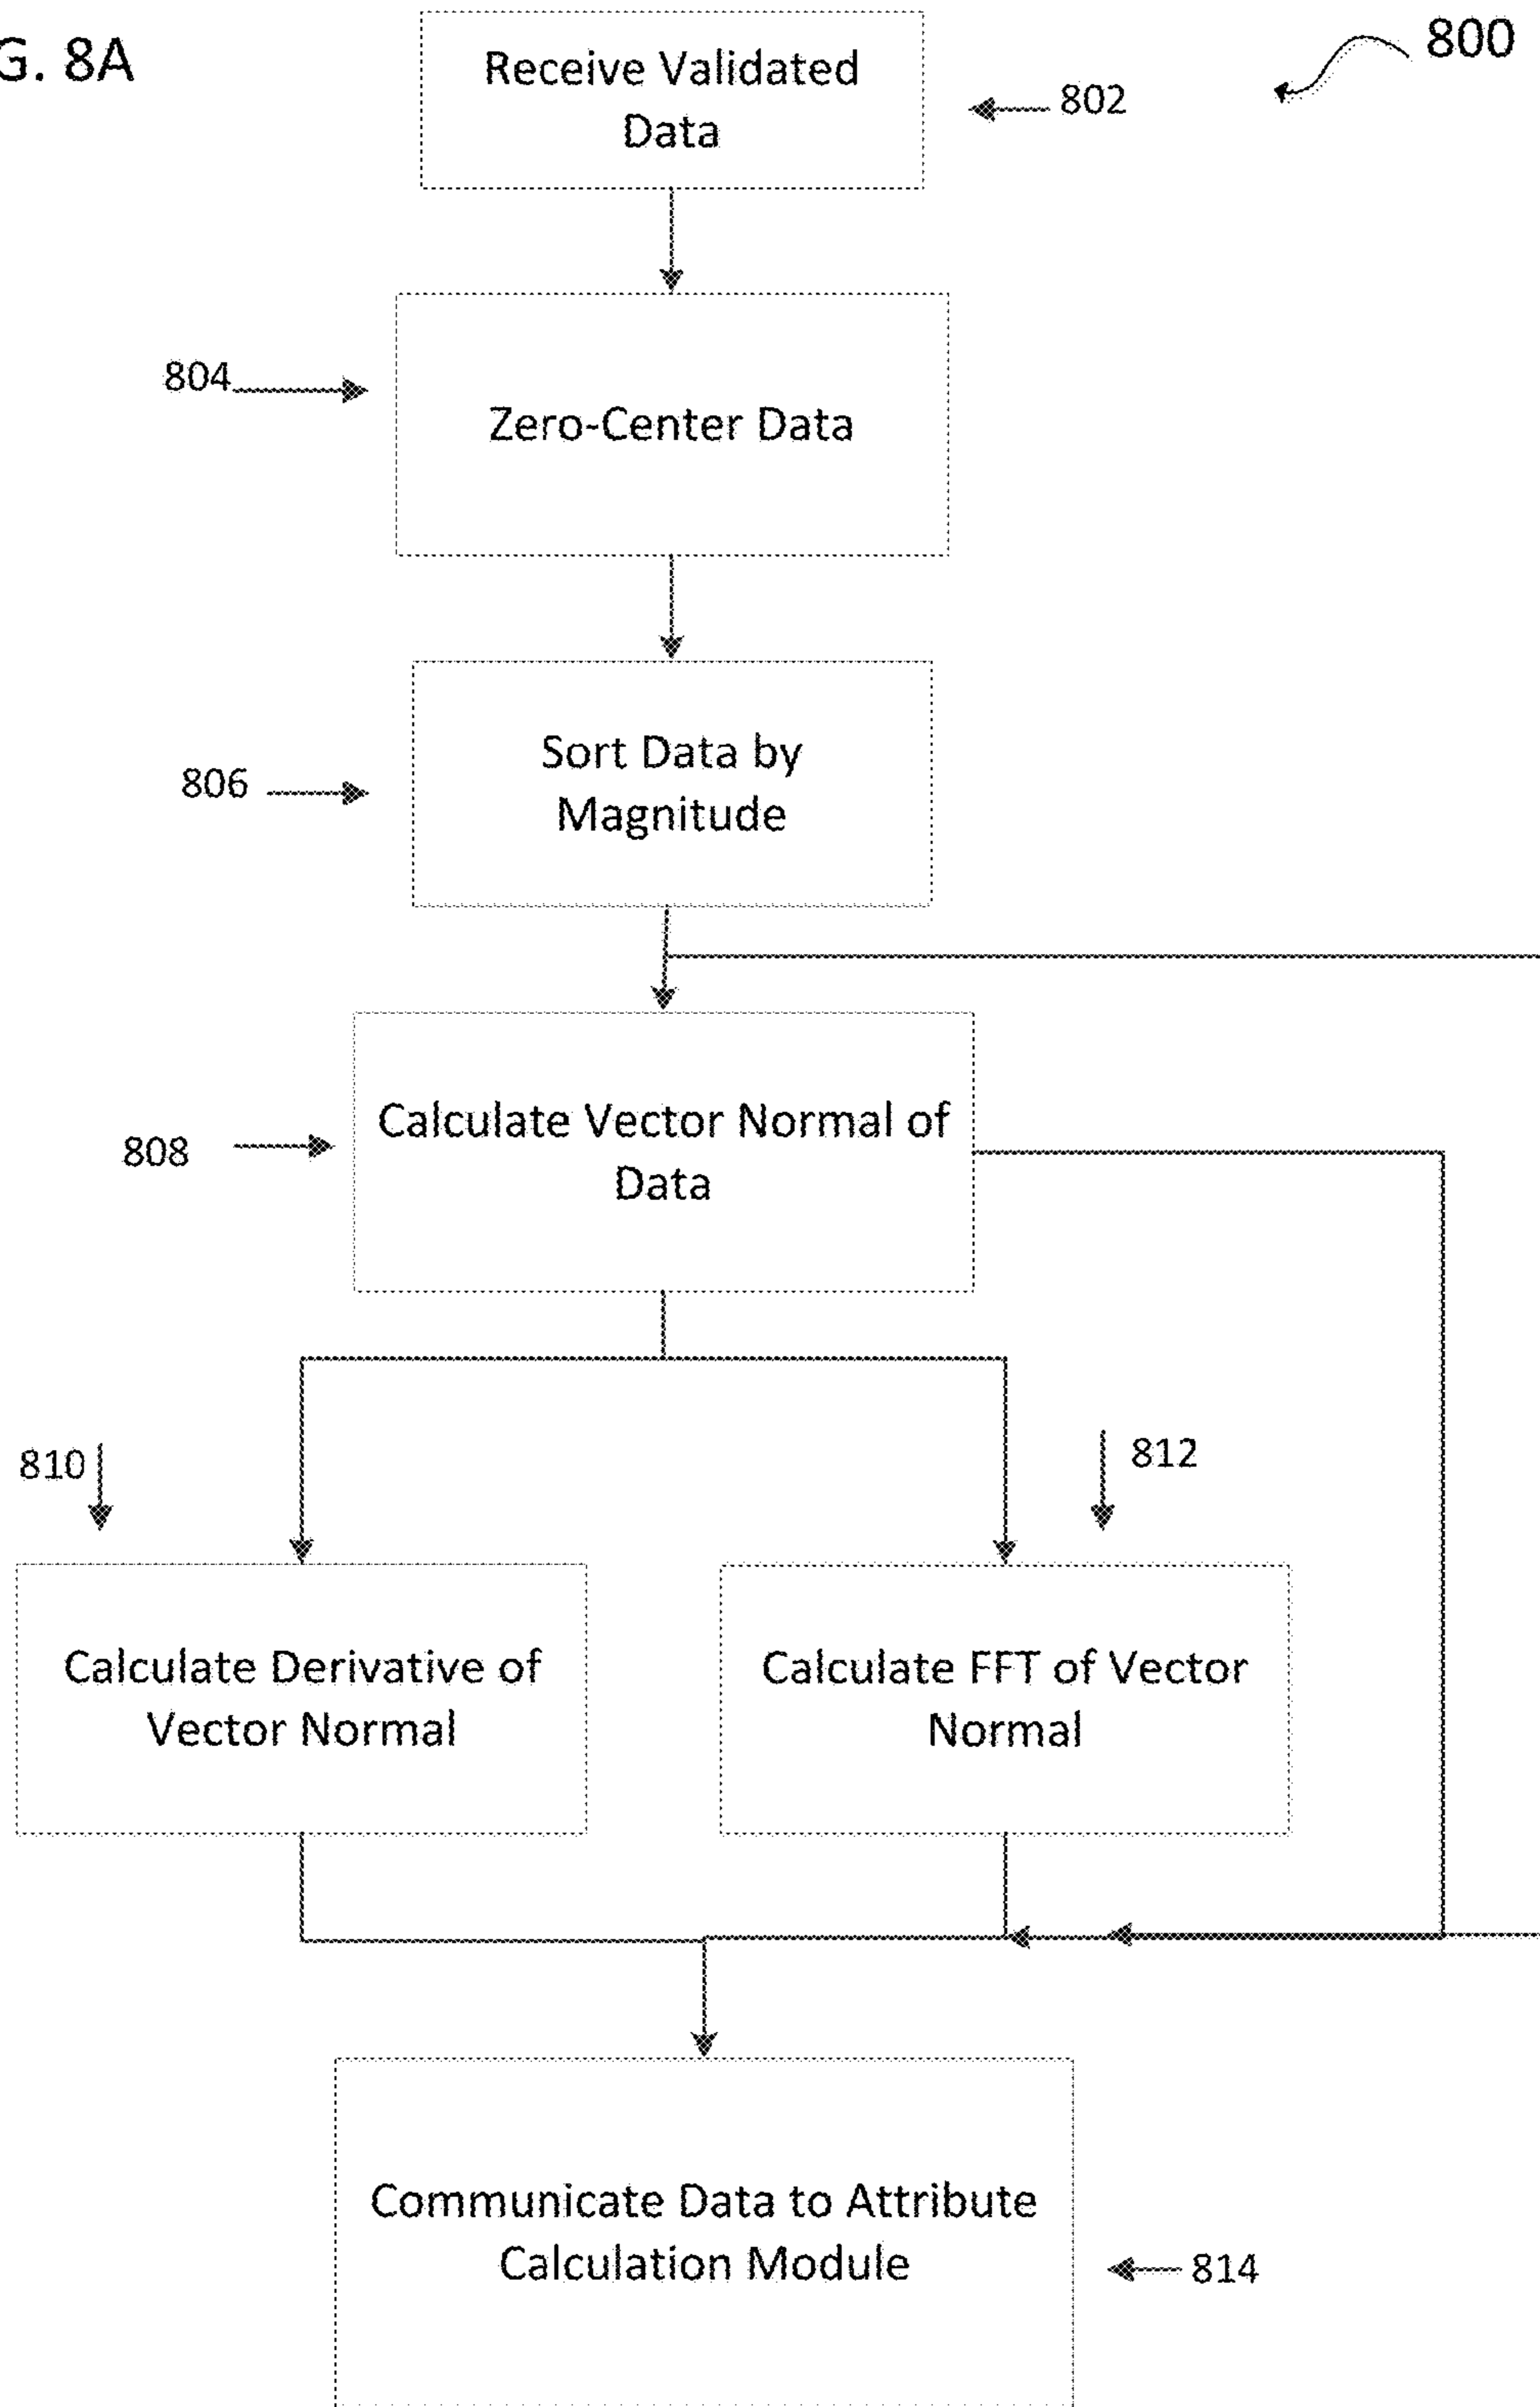 G. 8A
800
Receive Validated
Data
802
804
Zero-Center Data
Sort Data by
Magnitude
806
Calculate Vector Normal of
Data
808
810
812
Calculate Derivative of
Vector Normal
Calculate FFT of Vector
Normal
Communicate Data to Attribute
Calculation Module
814